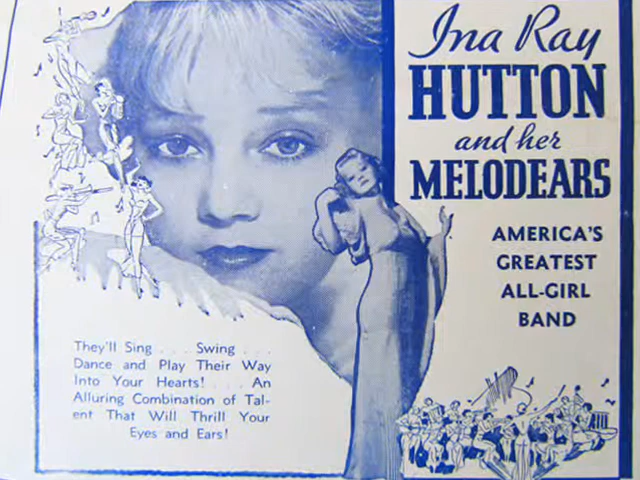 Ina Ray
HUTTON
and her
MELODEARS
AMERICA'S
GREATEST
ALL-GIRL
BAND
They'll Sing . . . Swing . . .
Dance and Play Their Way
Into Your Hearts! . . . An
Alluring Combination of Tal-
ent That Will Thrill Your
Eyes and Ears!